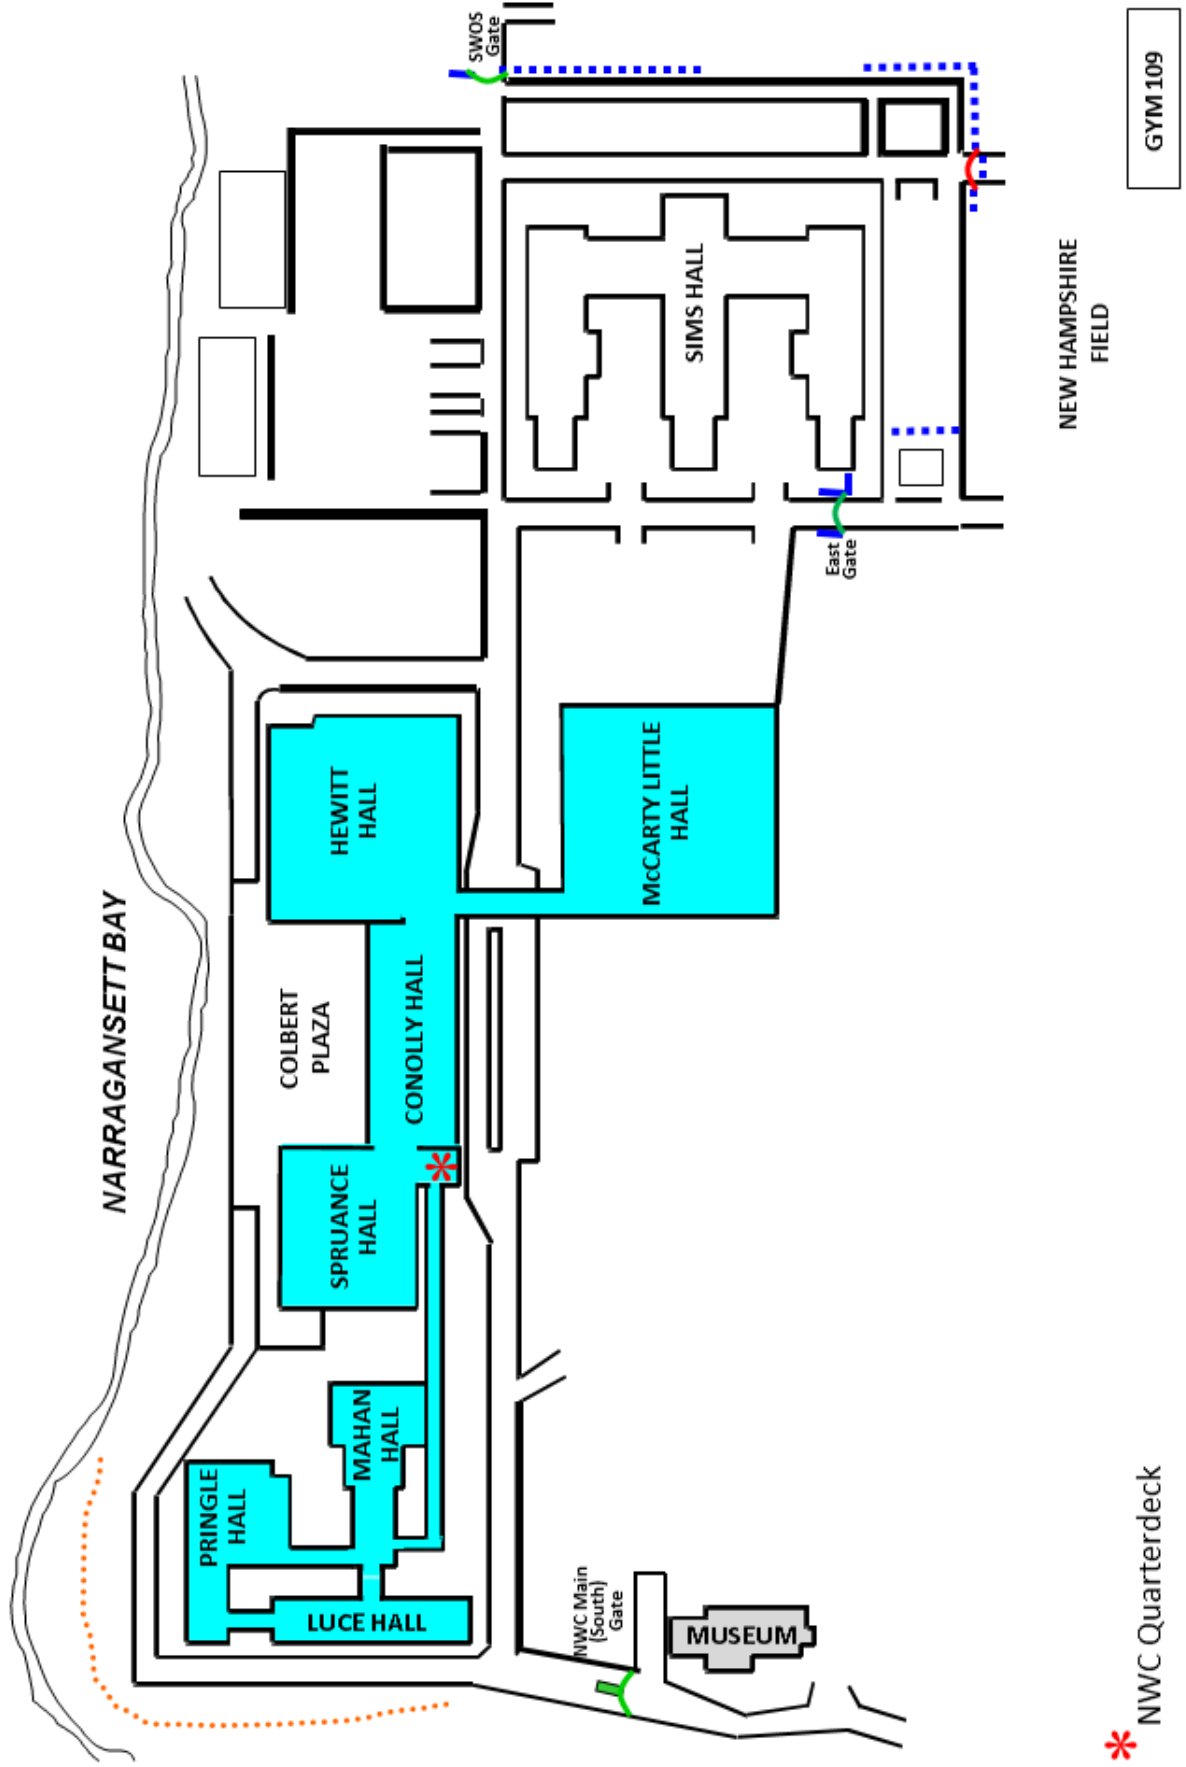 SWOS
Gate
GYM 109
SIMS HALL
NEW HAMPSHIRE
FIELD
East
Gate
HEWITT
HALL
McCARTY LITTLE
HALL
NARRAGANSETT BAY
COLBERT
PLAZA
CONOLLY HALL
SPRUANCE
HALL
MAHAN
HALL
PRINGLE
HALL
LUCE HALL
NWC Main
(South)
Gate
MUSEUM
* NWC Quarterdeck